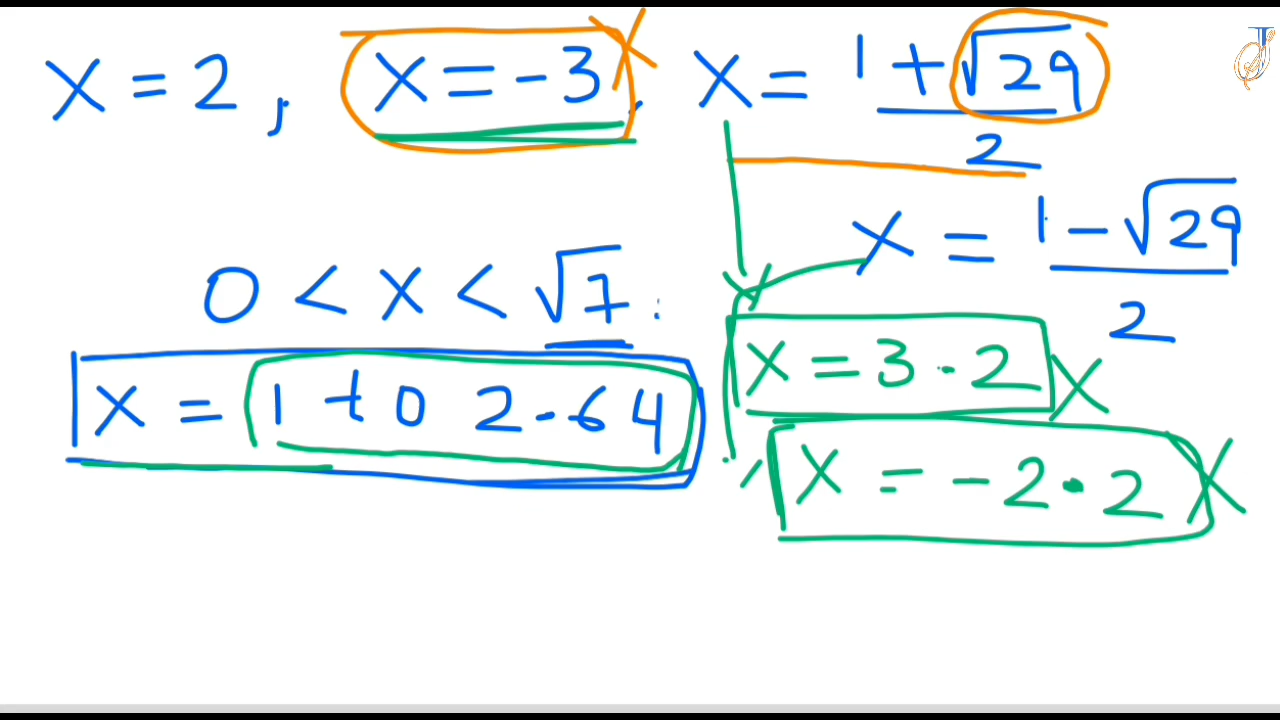 x = 2, x = -3, x = (1 + √29)/2
x = (1 - √29)/2
0 < x < √7
x = 3.2
x = 1 to 2.64
x = -2.2